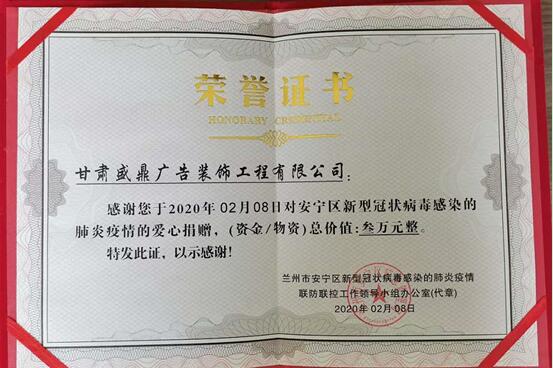 荣誉证书
HONORARY CREDENTIAL
甘肃盛鼎广告装饰工程有限公司:
感谢您于2020年02月08日对安宁区新型冠状病毒感染的
肺炎疫情的爱心捐赠,(资金/物资)总价值:叁万元整。
特发此证,以示感谢!
兰州市安宁区新型冠状病毒感染的肺炎疫情
联防联控工作领导小组办公室(代章)
2020年02月08日